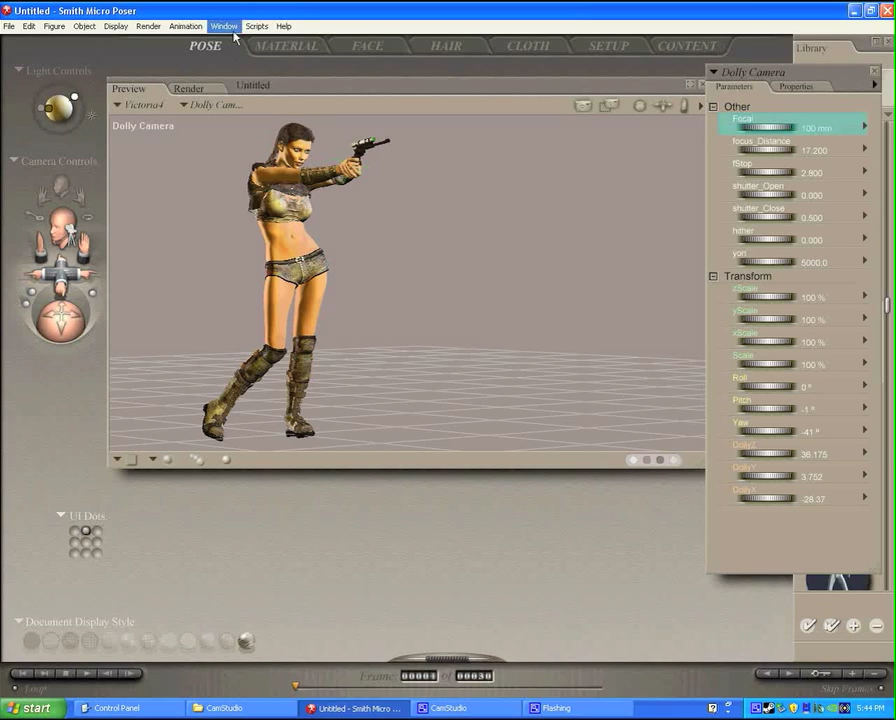 Untitled - Smith Micro Poser
File Edit Figure Object Display Render Animation Window Scripts Help
POSE MATERIAL FACE HAIR CLOTH SETUP CONTENT
Library
Light Controls
Dolly Camera
Preview Render Untitled
Parameters Properties
Victoria4 Dolly Cam...
Other
Dolly Camera
Focal
100 mm
focus_Distance
17.200
fStop
2.800
Camera Controls
shutter_Open
0.000
shutter_Close
0.500
hither
0.000
yon
5000.0
Transform
zScale
100 %
yScale
100 %
xScale
100 %
Scale
100 %
Roll
0 º
Pitch
-1 º
Yaw
-41 º
DollyZ
36.175
DollyY
3.752
DollyX
-28.37
UI Dots
Document Display Style
Frame: 00001 of 00030
Loop
Skip Frames
start Control Panel CamStudio Untitled - Smith Micro ... CamStudio Flashing 5:44 PM